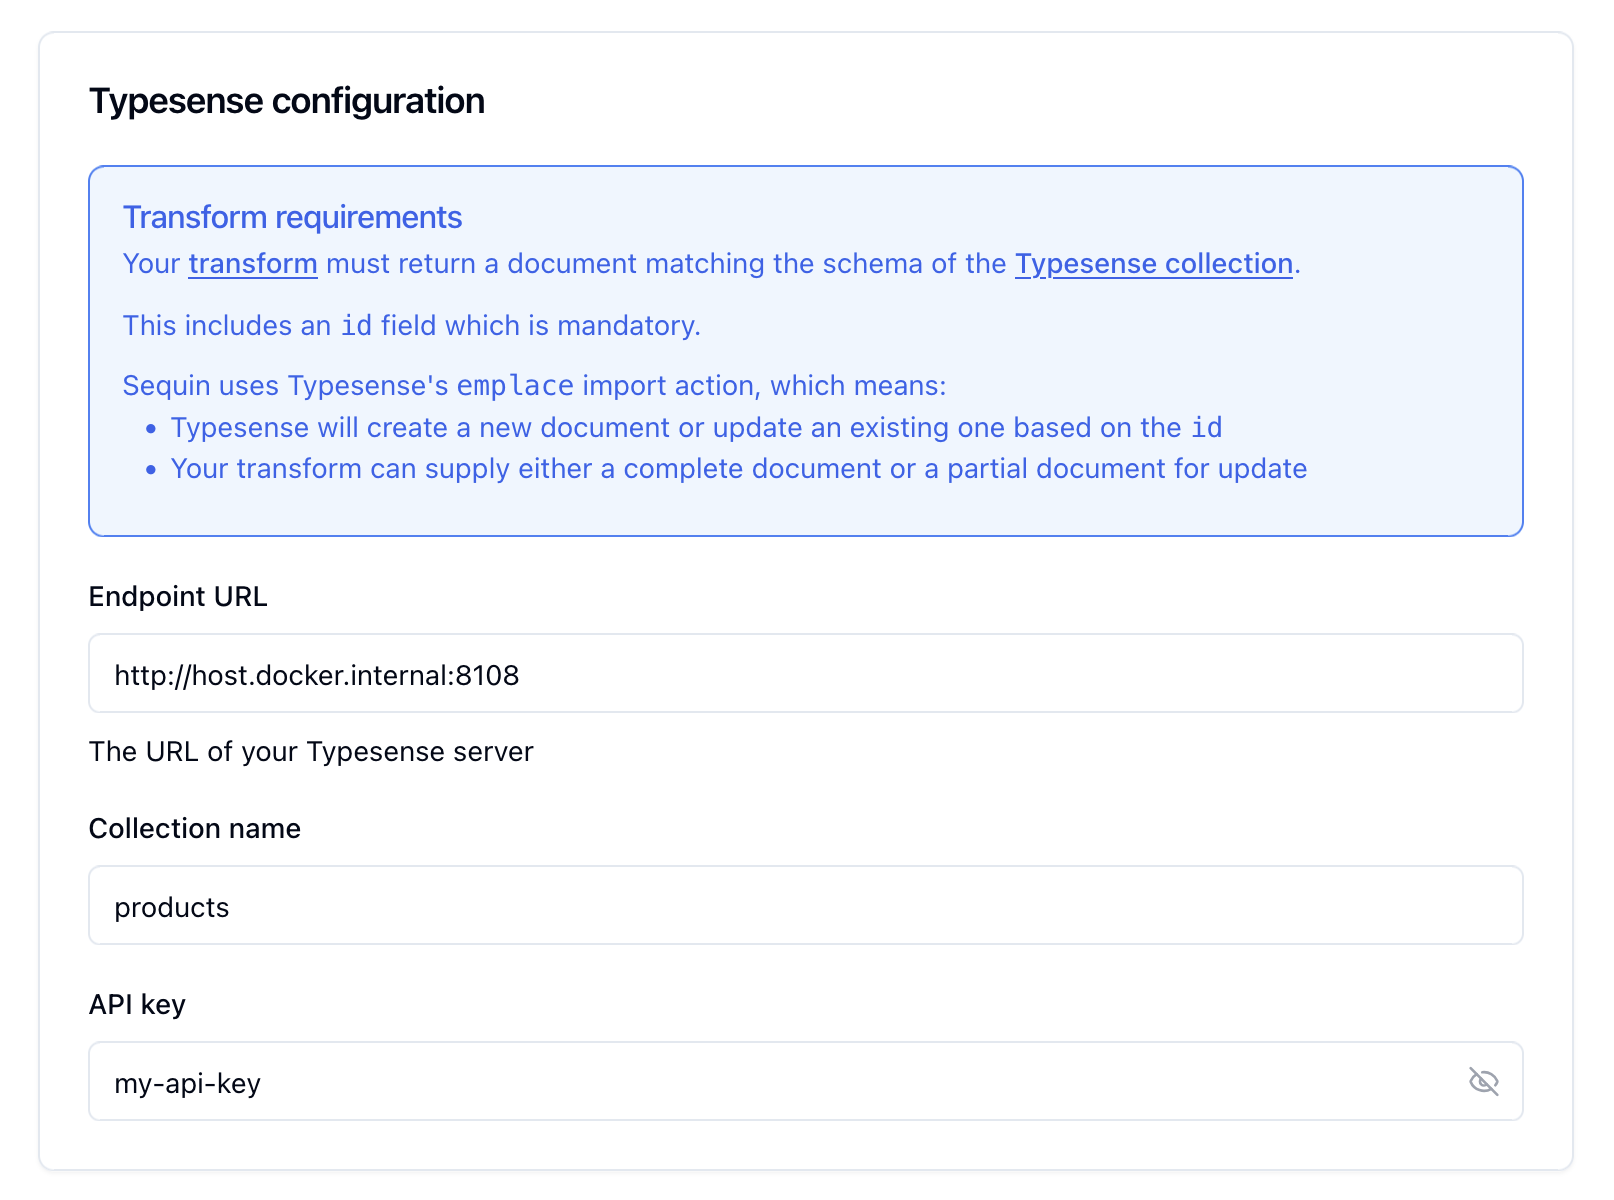 Typesense configuration
Transform requirements
Your transform must return a document matching the schema of the Typesense collection.
This includes an id field which is mandatory.
Sequin uses Typesense's emplace import action, which means:
• Typesense will create a new document or update an existing one based on the id
• Your transform can supply either a complete document or a partial document for update
Endpoint URL
http://host.docker.internal:8108
The URL of your Typesense server
Collection name
products
API key
my-api-key